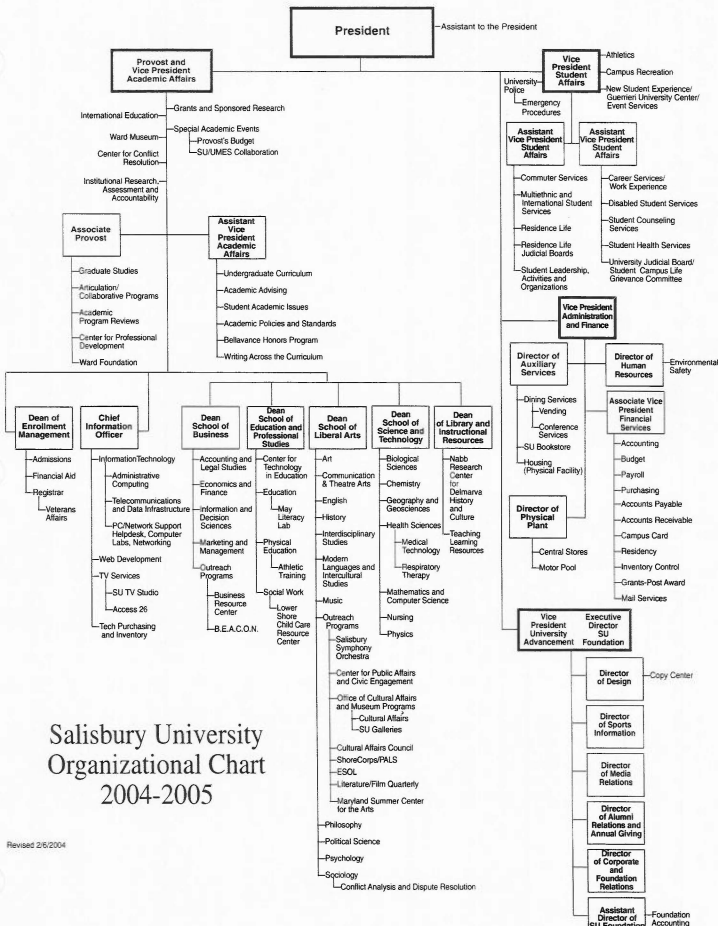 President
Assistant to the President
Provost and
Vice President
Academic Affairs
International Education
Grants and Sponsored Research
Ward Museum
Special Academic Events
Provost's Budget
SU/UMES Collaboration
Center for Conflict
Resolution
Institutional Research,
Assessment and
Accountability
Associate
Provost
Graduate Studies
Articulation/
Collaborative Programs
Academic
Program Reviews
Center for Professional
Development
Ward Foundation
Assistant
Vice
President
Academic
Affairs
Undergraduate Curriculum
Academic Advising
Student Academic Issues
Academic Policies and Standards
Bellavance Honors Program
Writing Across the Curriculum
Vice
President
Student
Affairs
University
Police
Emergency
Procedures
Athletics
Campus Recreation
New Student Experience/
Guerrieri University Center/
Event Services
Assistant
Vice President
Student
Affairs
Commuter Services
Multiethnic and
International Student
Services
Residence Life
Residence Life
Judicial Boards
Student Leadership,
Activities and
Organizations
Assistant
Vice President
Student
Affairs
Career Services/
Work Experience
Disabled Student Services
Student Counseling
Services
Student Health Services
University Judicial Board/
Student Campus Life
Grievance Committee
Vice President
Administration
and Finance
Director of
Auxiliary
Services
Dining Services
Vending
Conference
Services
SU Bookstore
Housing
(Physical Facility)
Director of
Human
Resources
Environmental
Safety
Associate Vice
President
Financial
Services
Accounting
Budget
Payroll
Purchasing
Accounts Payable
Accounts Receivable
Campus Card
Residency
Inventory Control
Grants-Post Award
Mail Services
Director of
Physical
Plant
Central Stores
Motor Pool
Dean of
Enrollment
Management
Admissions
Financial Aid
Registrar
Veterans
Affairs
Chief
Information
Officer
InformationTechnology
Administrative
Computing
Telecommunications
and Data Infrastructure
PC/Network Support
Helpdesk, Computer
Labs, Networking
Web Development
TV Services
SU TV Studio
Access 26
Tech Purchasing
and Inventory
Dean
School of
Business
Accounting and
Legal Studies
Economics and
Finance
Information and
Decision
Sciences
Marketing and
Management
Outreach
Programs
Business
Resource
Center
B.E.A.C.O.N.
Dean
School of
Education and
Professional
Studies
Center for
Technology
in Education
Education
May
Literacy
Lab
Physical
Education
Athletic
Training
Social Work
Lower
Shore
Child Care
Resource
Center
Dean
School of
Liberal Arts
Art
Communication
& Theatre Arts
English
History
Interdisciplinary
Studies
Modern
Languages and
Intercultural
Studies
Music
Outreach
Programs
Salisbury
Symphony
Orchestra
Center for Public Affairs
and Civic Engagement
Office of Cultural Affairs
and Museum Programs
Cultural Affairs
SU Galleries
Cultural Affairs Council
ShoreCorps/PALS
ESOL
Literature/Film Quarterly
Maryland Summer Center
for the Arts
Philosophy
Political Science
Psychology
Sociology
Conflict Analysis and Dispute Resolution
Dean
School of
Science and
Technology
Biological
Sciences
Chemistry
Geography and
Geosciences
Health Sciences
Medical
Technology
Respiratory
Therapy
Mathematics and
Computer Science
Nursing
Physics
Dean
of Library and
Instructional
Resources
Nabb
Research
Center
for
Delmarva
History
and
Culture
Teaching
Learning
Resources
Vice
President
University
Advancement
Executive
Director
SU
Foundation
Director
of Design
Copy Center
Director
of Sports
Information
Director
of Media
Relations
Director
of Alumni
Relations and
Annual Giving
Director
of Corporate
and
Foundation
Relations
Assistant
Director of
SU Foundation
Foundation
Accounting
Salisbury University
Organizational Chart
2004-2005
Revised 2/6/2004